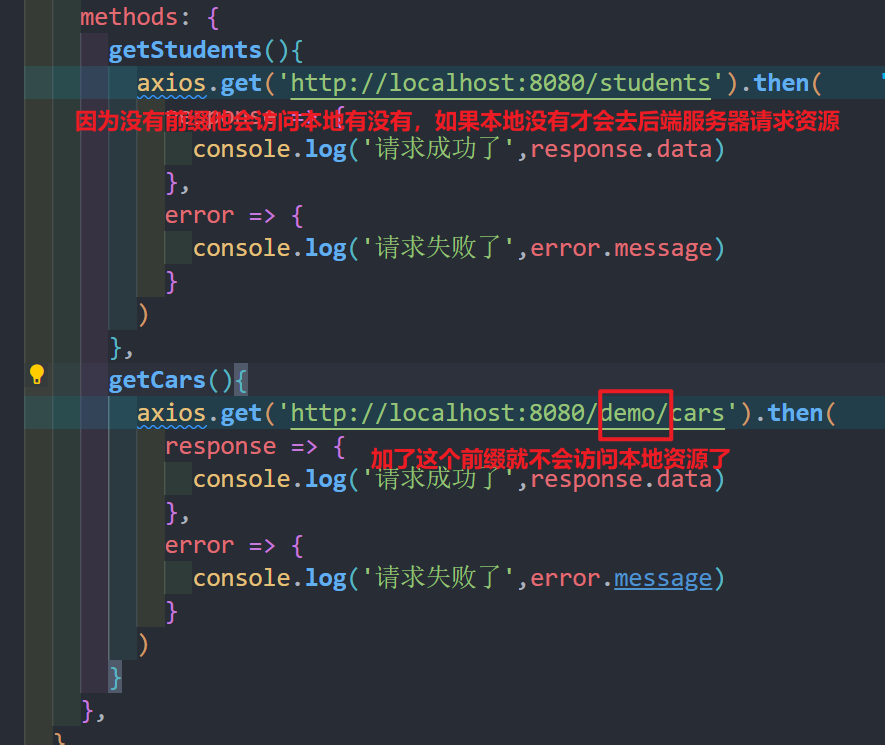 methods: {
getStudents(){
axios.get('http://localhost:8080/students').then(
因为没有前缀他会访问本地有没有，如果本地没有才会去后端服务器请求资源
response => {
console.log('请求成功了',response.data)
},
error => {
console.log('请求失败了',error.message)
}
)
},
getCars(){
axios.get('http://localhost:8080/demo/cars').then(
response => {
加了这个前缀就不会访问本地资源了
console.log('请求成功了',response.data)
},
error => {
console.log('请求失败了',error.message)
}
)
}
},
}